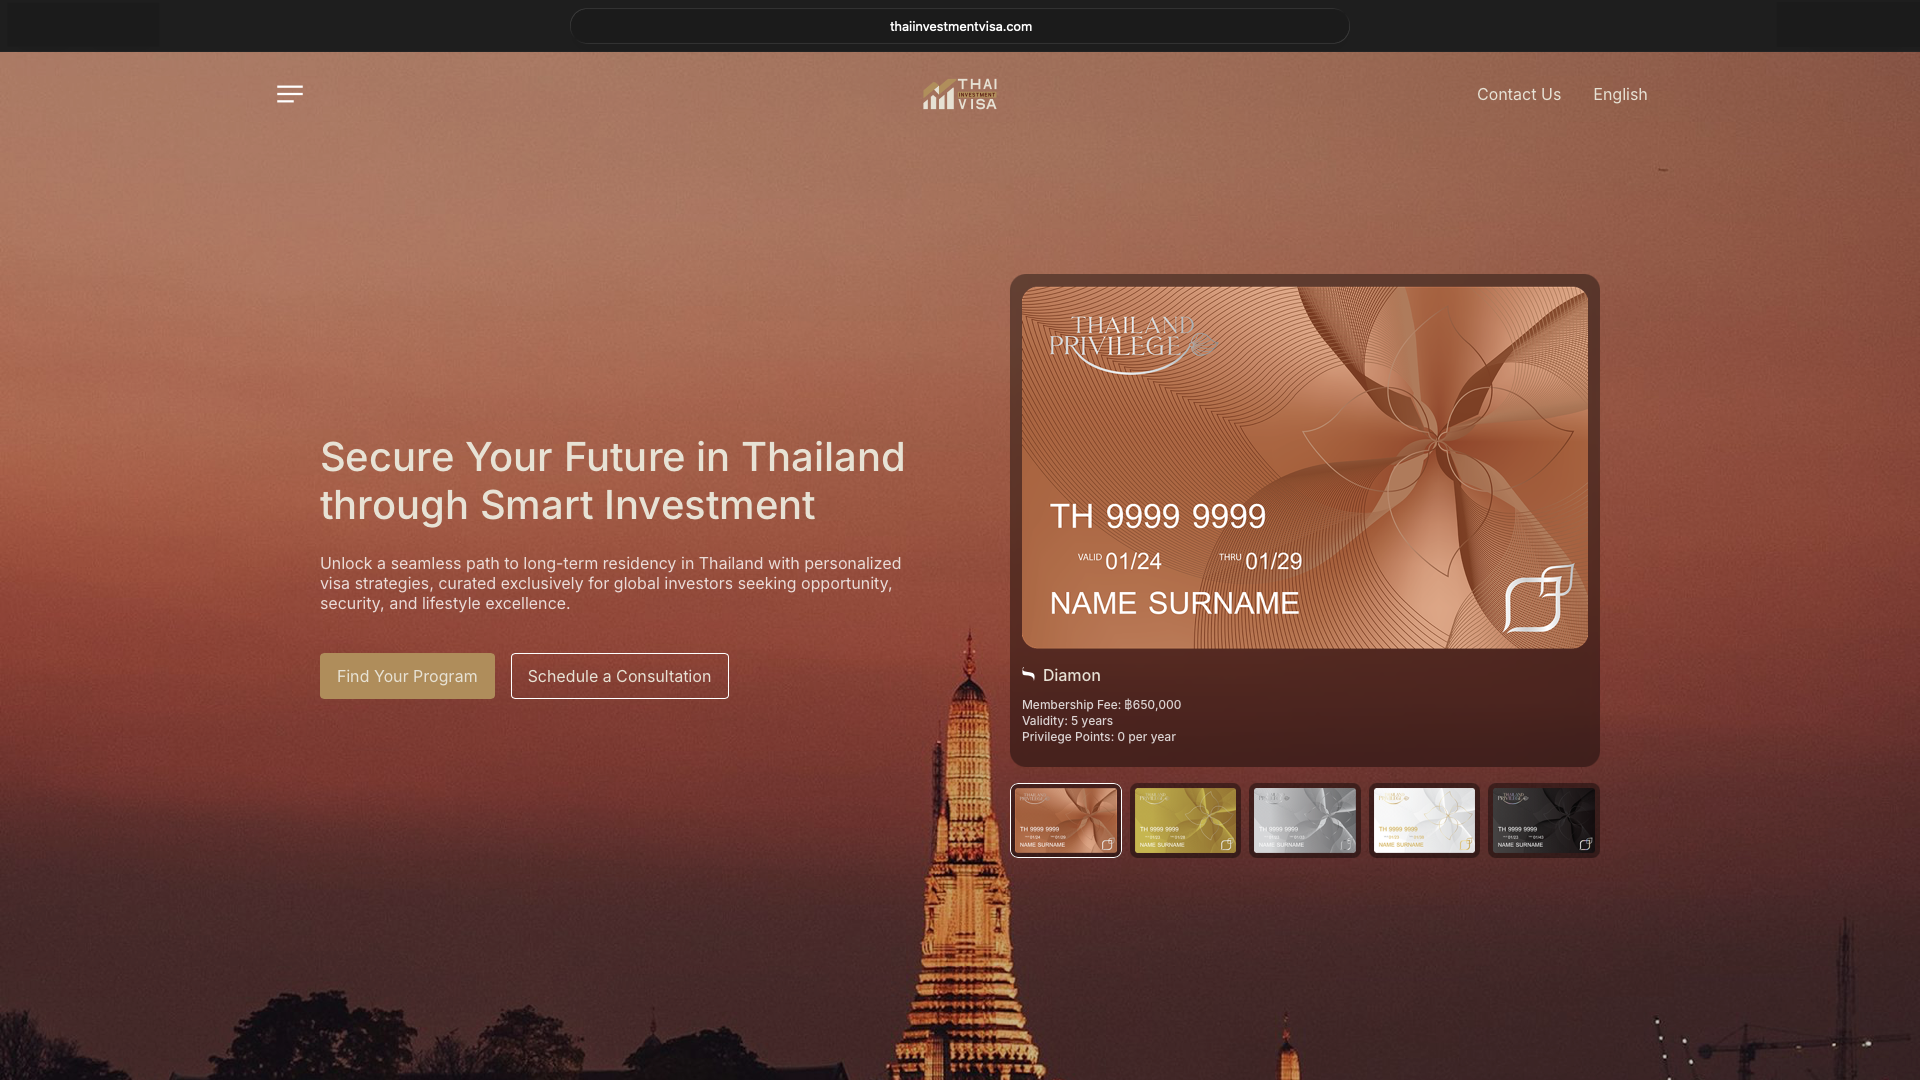 thaiinvestmentvisa.com
THAI
INVESTMENT
VISA
Contact Us
English
Secure Your Future in Thailand
through Smart Investment
Unlock a seamless path to long-term residency in Thailand with personalized
visa strategies, curated exclusively for global investors seeking opportunity,
security, and lifestyle excellence.
Find Your Program
Schedule a Consultation
THAILAND
PRIVILEGE
TH 9999 9999
VALID 01/24 THRU 01/29
NAME SURNAME
Diamon
Membership Fee: ฿650,000
Validity: 5 years
Privilege Points: 0 per year
TH 9999 9999
NAME SURNAME
TH 9999 9999
NAME SURNAME
TH 9999 9999
NAME SURNAME
TH 9999 9999
NAME SURNAME
TH 9999 9999
NAME SURNAME